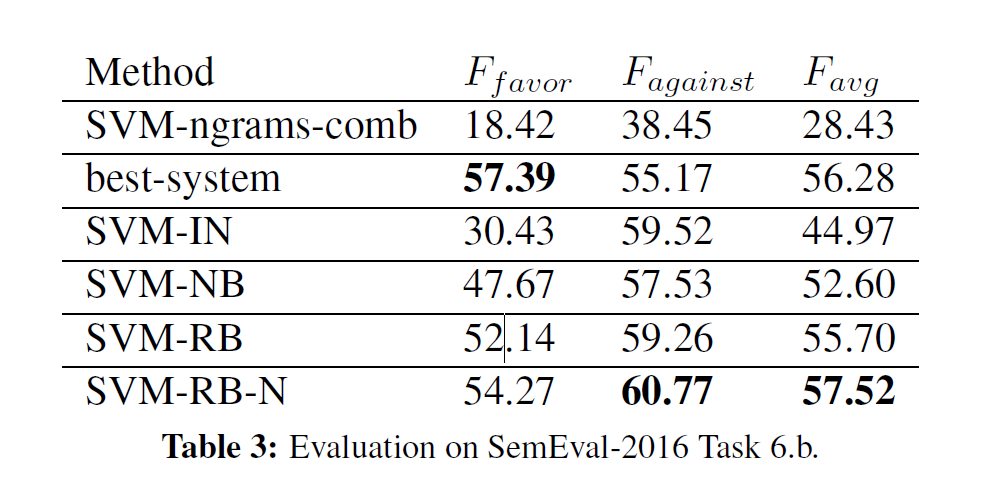 Method F_favor F_against F_avg
SVM-ngrams-comb 18.42 38.45 28.43
best-system 57.39 55.17 56.28
SVM-IN 30.43 59.52 44.97
SVM-NB 47.67 57.53 52.60
SVM-RB 52.14 59.26 55.70
SVM-RB-N 54.27 60.77 57.52
Table 3: Evaluation on SemEval-2016 Task 6.b.